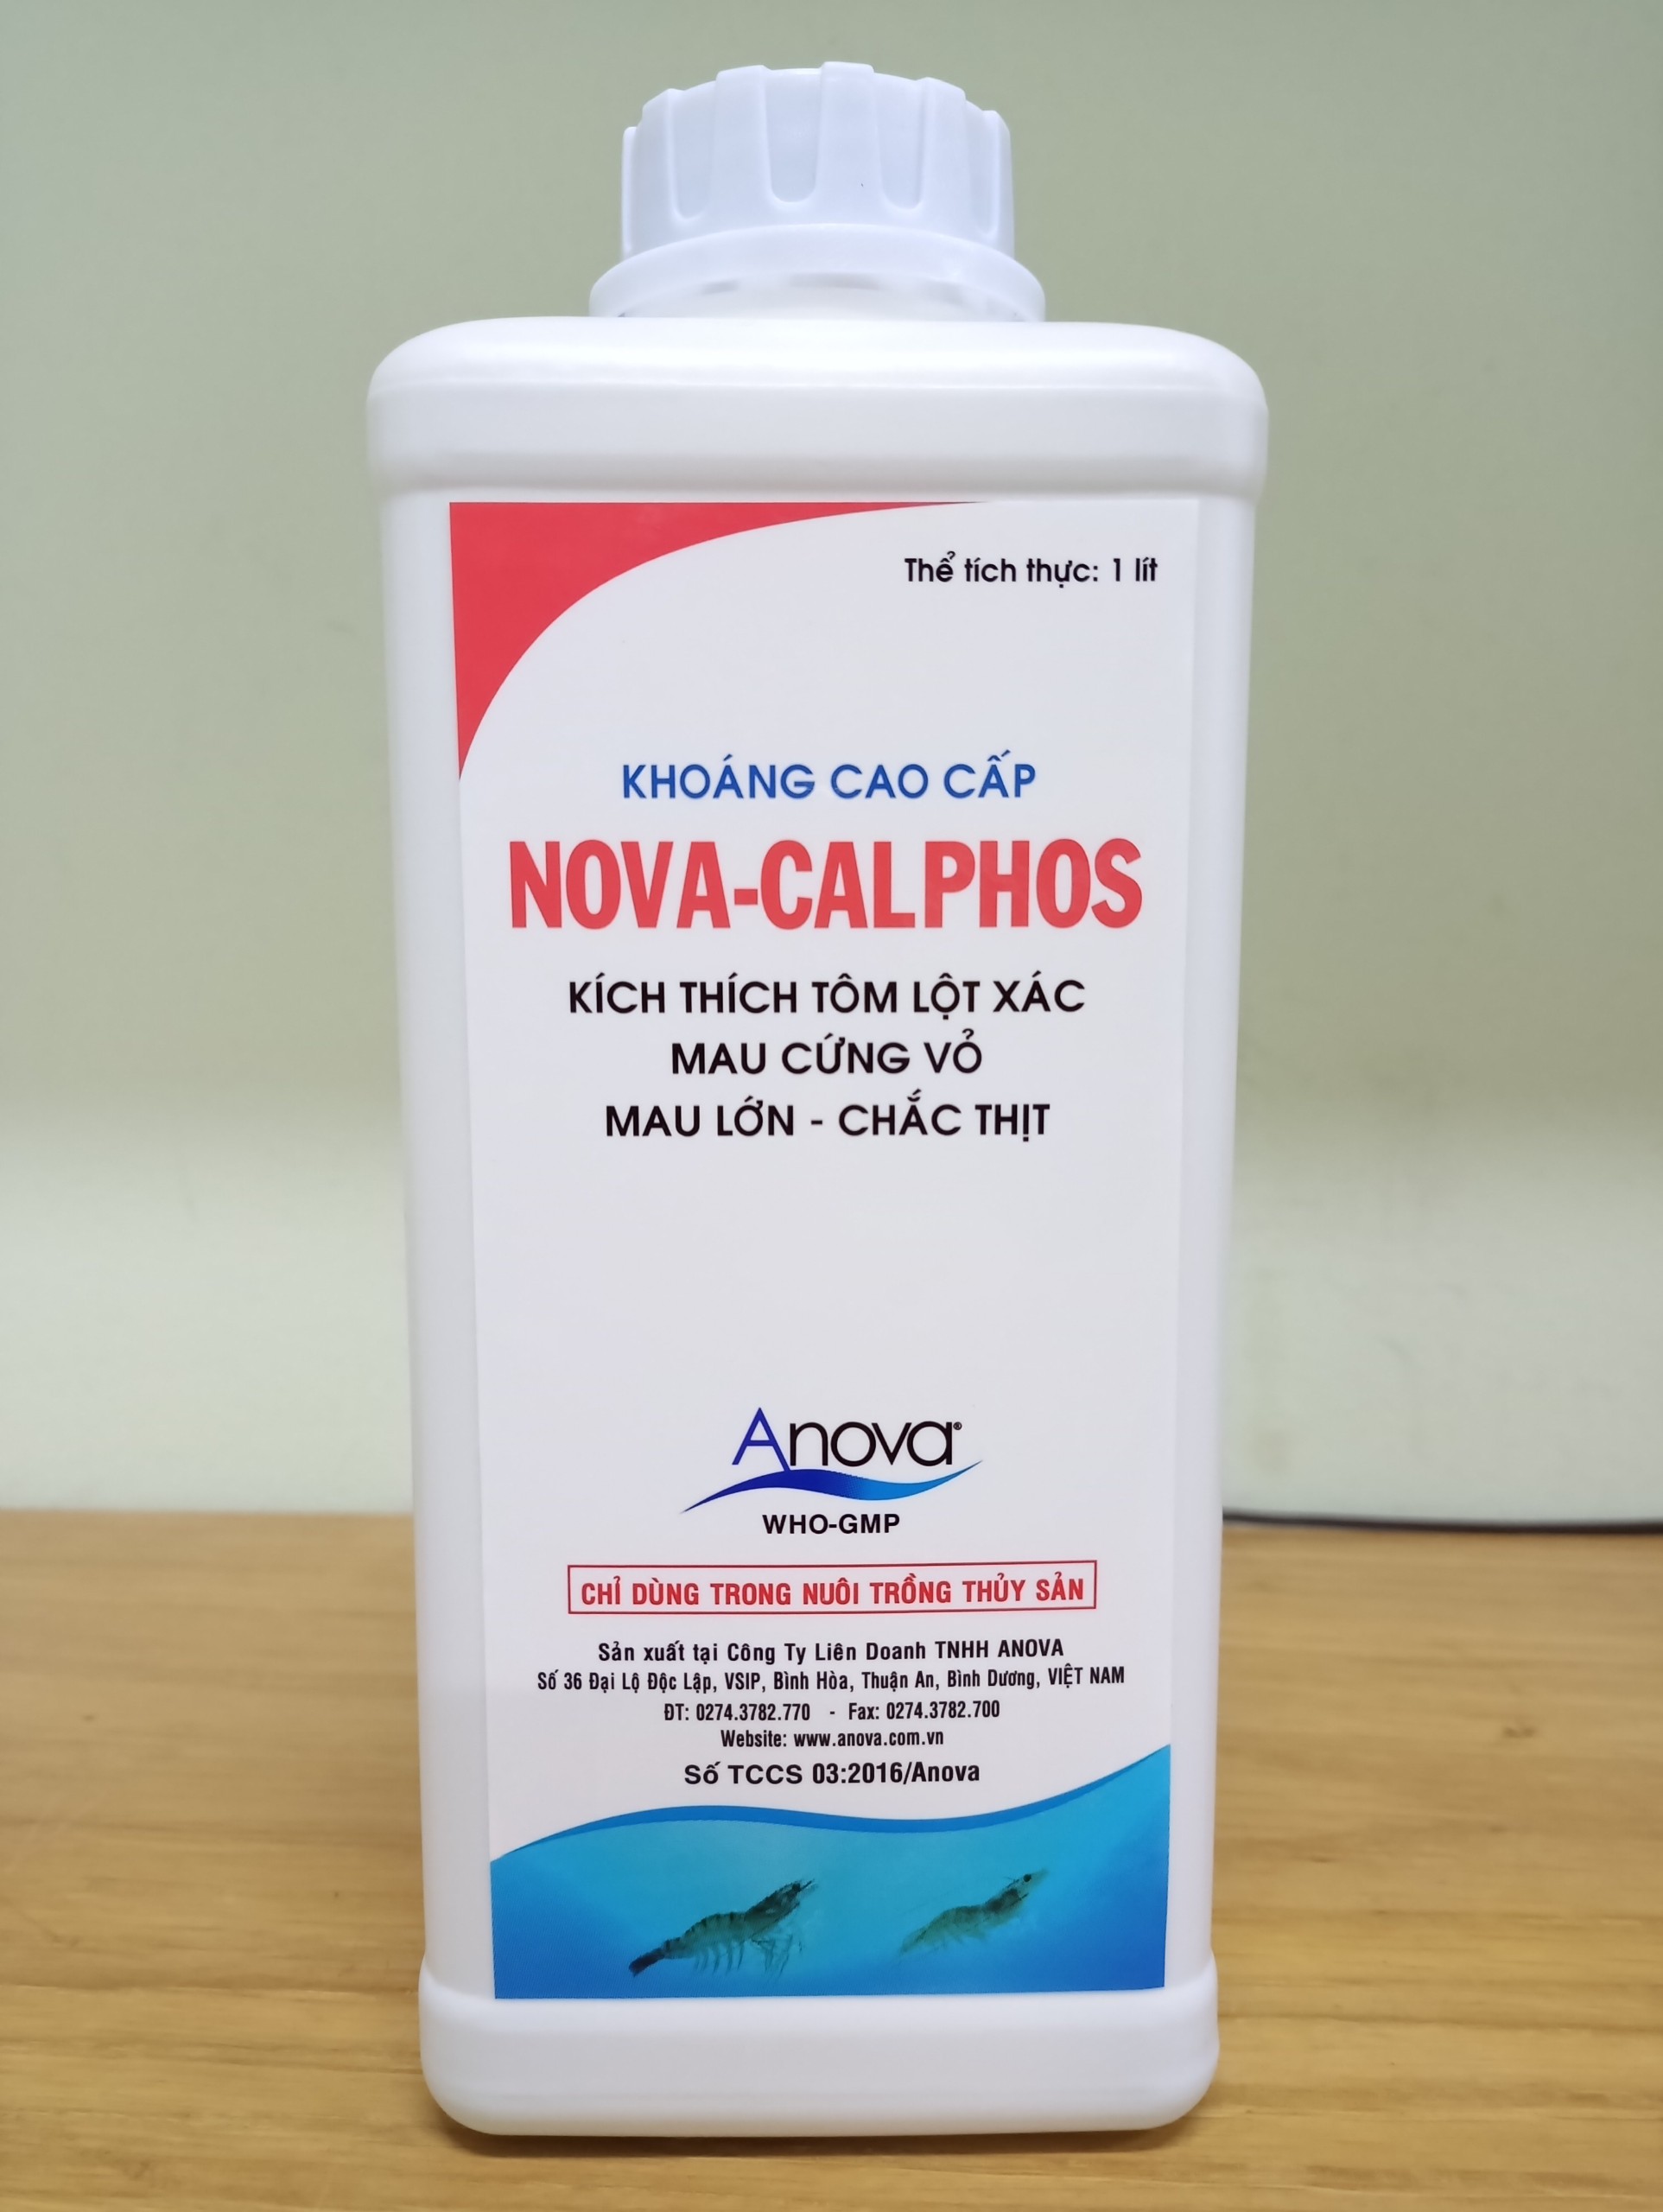 Thể tích thực: 1 lít
KHOÁNG CAO CẤP
NOVA-CALPHOS
KÍCH THÍCH TÔM LỘT XÁC
MAU CỨNG VỎ
MAU LỚN - CHẮC THỊT
Anova®
WHO-GMP
CHỈ DÙNG TRONG NUÔI TRỒNG THỦY SẢN
Sản xuất tại Công Ty Liên Doanh TNHH ANOVA
Số 36 Đại Lộ Độc Lập, VSIP, Bình Hòa, Thuận An, Bình Dương, VIỆT NAM
ĐT: 0274.3782.770 - Fax: 0274.3782.700
Website: www.anova.com.vn
Số TCCS 03:2016/Anova